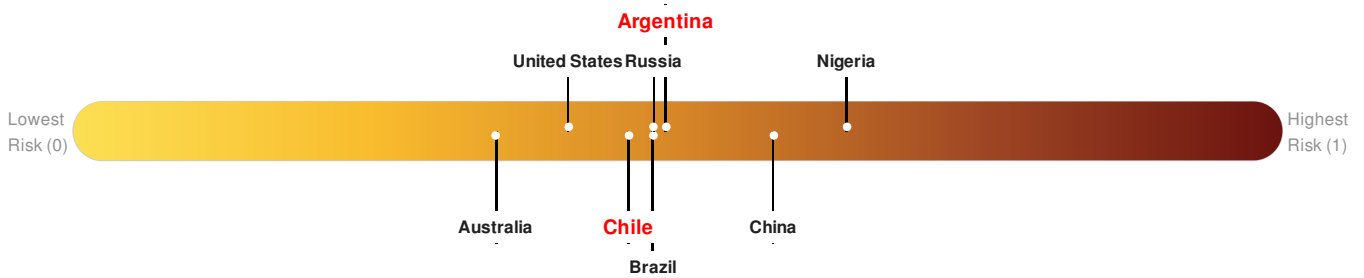 Argentina
United States Russia Nigeria
Lowest
Risk (0)
Highest
Risk (1)
Australia Chile China
Brazil